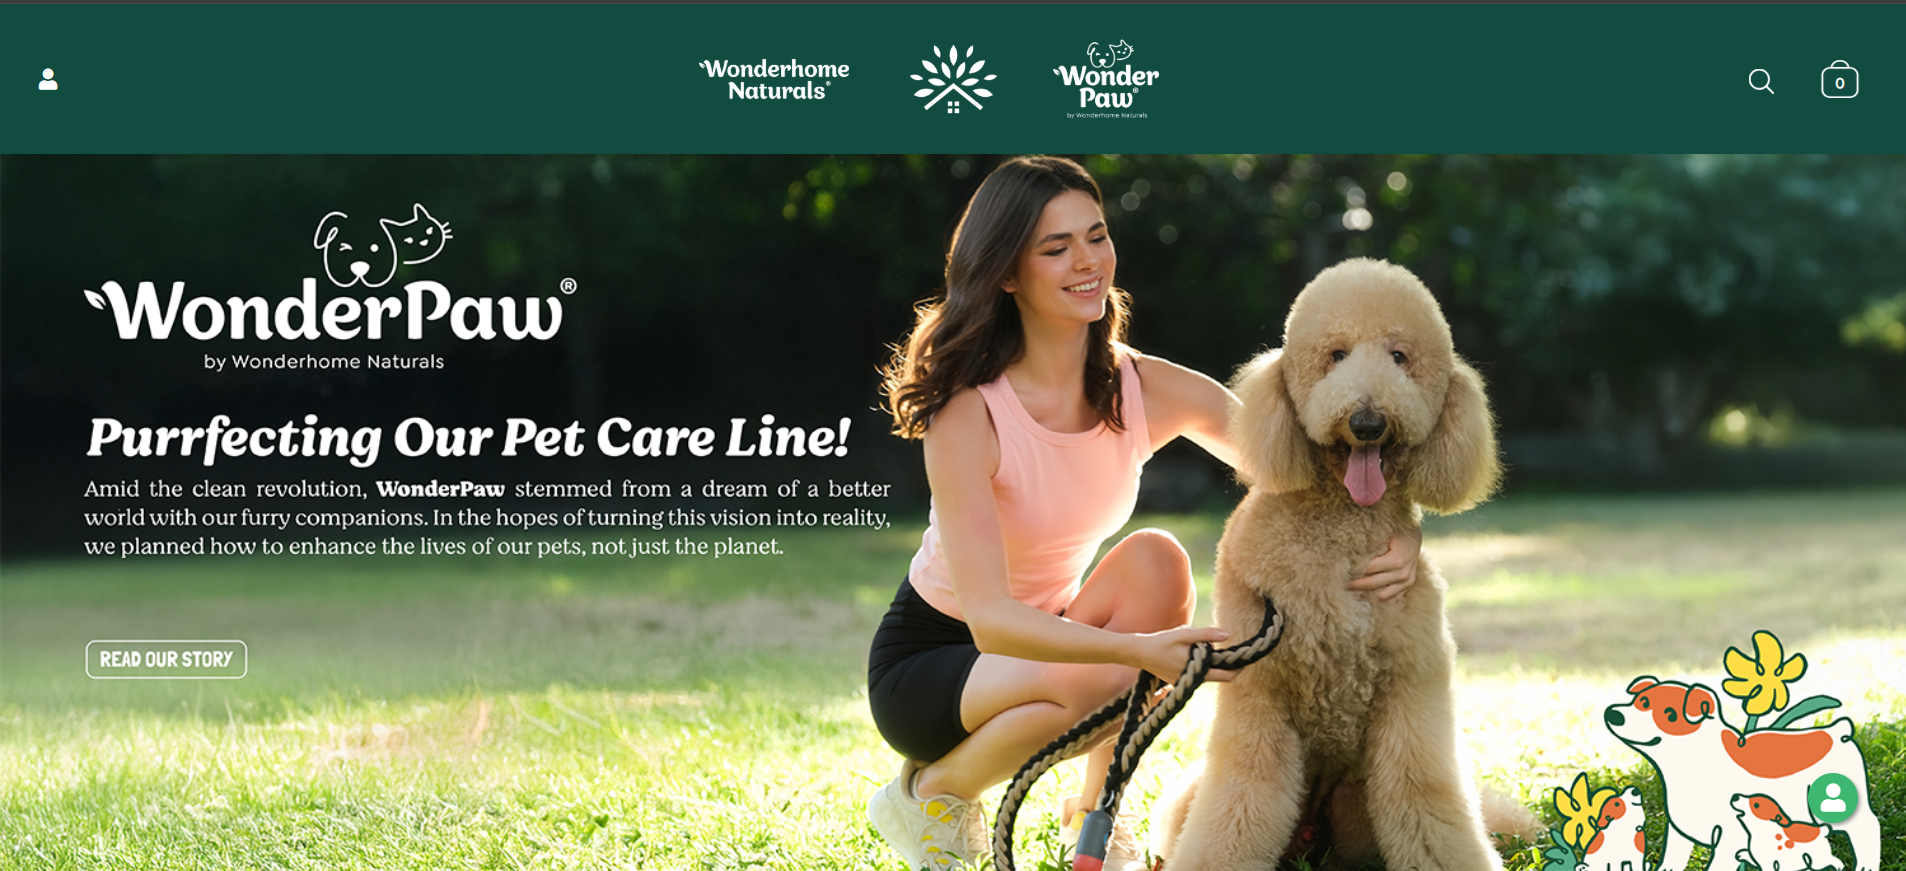 Wonderhome
Naturals®
Wonder
Paw®
by Wonderhome Naturals
0
WonderPaw®
by Wonderhome Naturals
Purrfecting Our Pet Care Line!
Amid the clean revolution, WonderPaw stemmed from a dream of a better
world with our furry companions. In the hopes of turning this vision into reality,
we planned how to enhance the lives of our pets, not just the planet.
READ OUR STORY